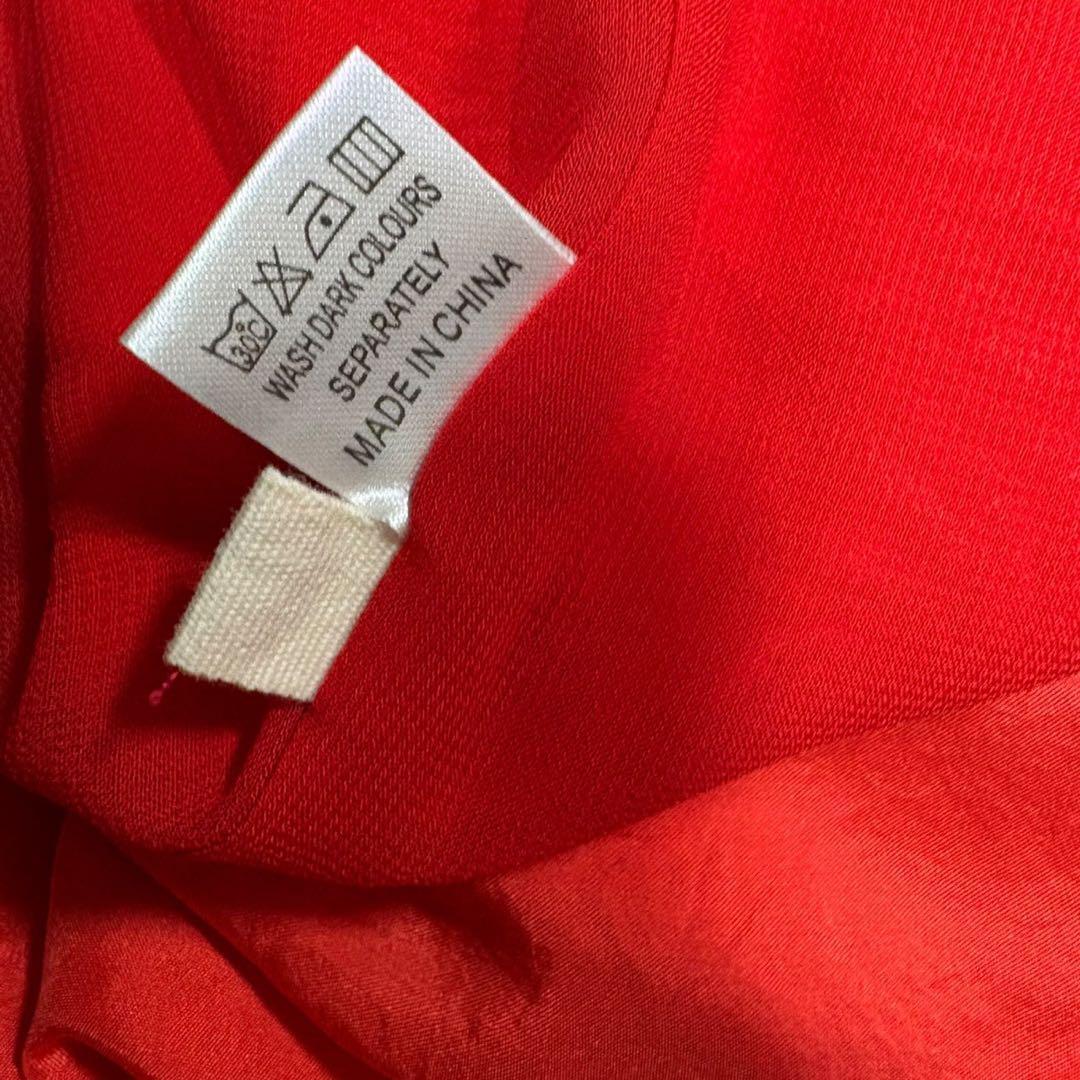 30°C
WASH DARK COLOURS
SEPARATELY
MADE IN CHINA